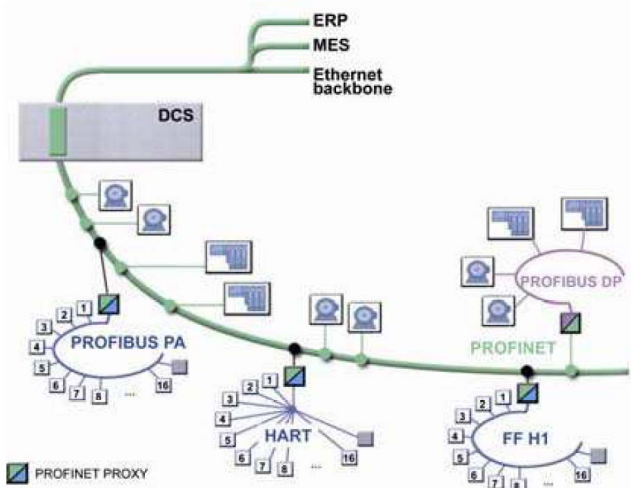 ERP
MES
Ethernet
backbone
DCS
PROFIBUS DP
PROFINET
PROFIBUS PA
1
2
3
4
5
6
7
8
...
16
HART
1
2
3
4
5
6
7
8
...
16
FF H1
1
2
3
4
5
6
7
8
...
16
PROFINET PROXY